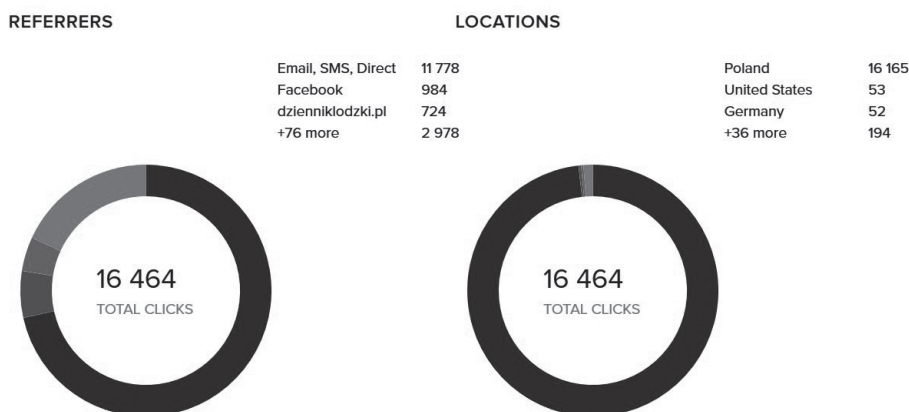 REFERRERS
Email, SMS, Direct 11 778
Facebook 984
dzienniklodzki.pl 724
+76 more 2 978
16 464
TOTAL CLICKS
LOCATIONS
Poland 16 165
United States 53
Germany 52
+36 more 194
16 464
TOTAL CLICKS